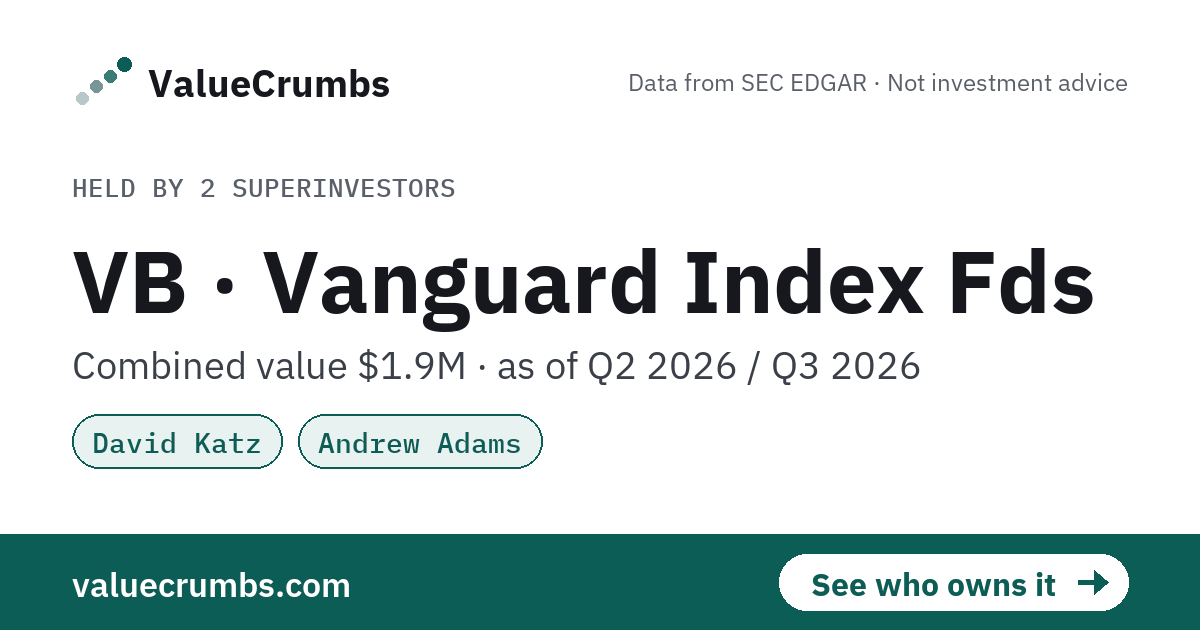 ValueCrumbs
Data from SEC EDGAR · Not investment advice
HELD BY 2 SUPERINVESTORS
VB · Vanguard Index Fds
Combined value $1.9M · as of Q2 2026 / Q3 2026
David Katz
Andrew Adams
valuecrumbs.com
See who owns it